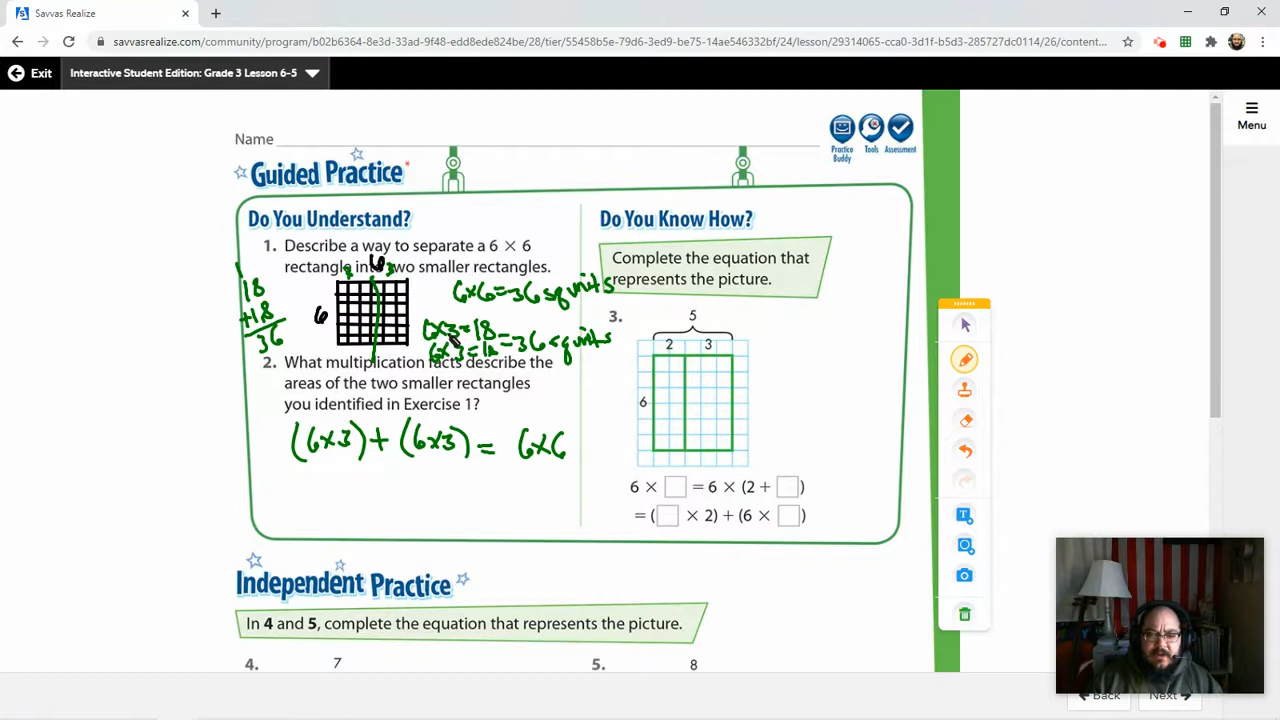 Savvas Realize
savvasrealize.com/community/program/b02b6364-8e3d-33ad-9f48-edd8ede824be/28/tier/55458b5e-79d6-3ed9-be75-14ae546332bf/24/lesson/29314065-cca0-3d1f-b5d3-285727dc0114/26/content...
Exit
Interactive Student Edition: Grade 3 Lesson 6-5
Menu
Name
Practice Buddy
Tools
Assessment
Guided Practice*
Do You Understand?
1. Describe a way to separate a 6 × 6
rectangle into two smaller rectangles.
6
3 3
6
1
18
+18
36
6×6=36 sq units
6×3=18
6×3=18
=36 sq units
2. What multiplication facts describe the
areas of the two smaller rectangles
you identified in Exercise 1?
(6×3)+(6×3)= 6×6
Do You Know How?
Complete the equation that
represents the picture.
3.
5
2 3
6
6 × □ = 6 × (2 + □)
= (□ × 2) + (6 × □)
Independent Practice
In 4 and 5, complete the equation that represents the picture.
4. 7
5. 8
Back
Next